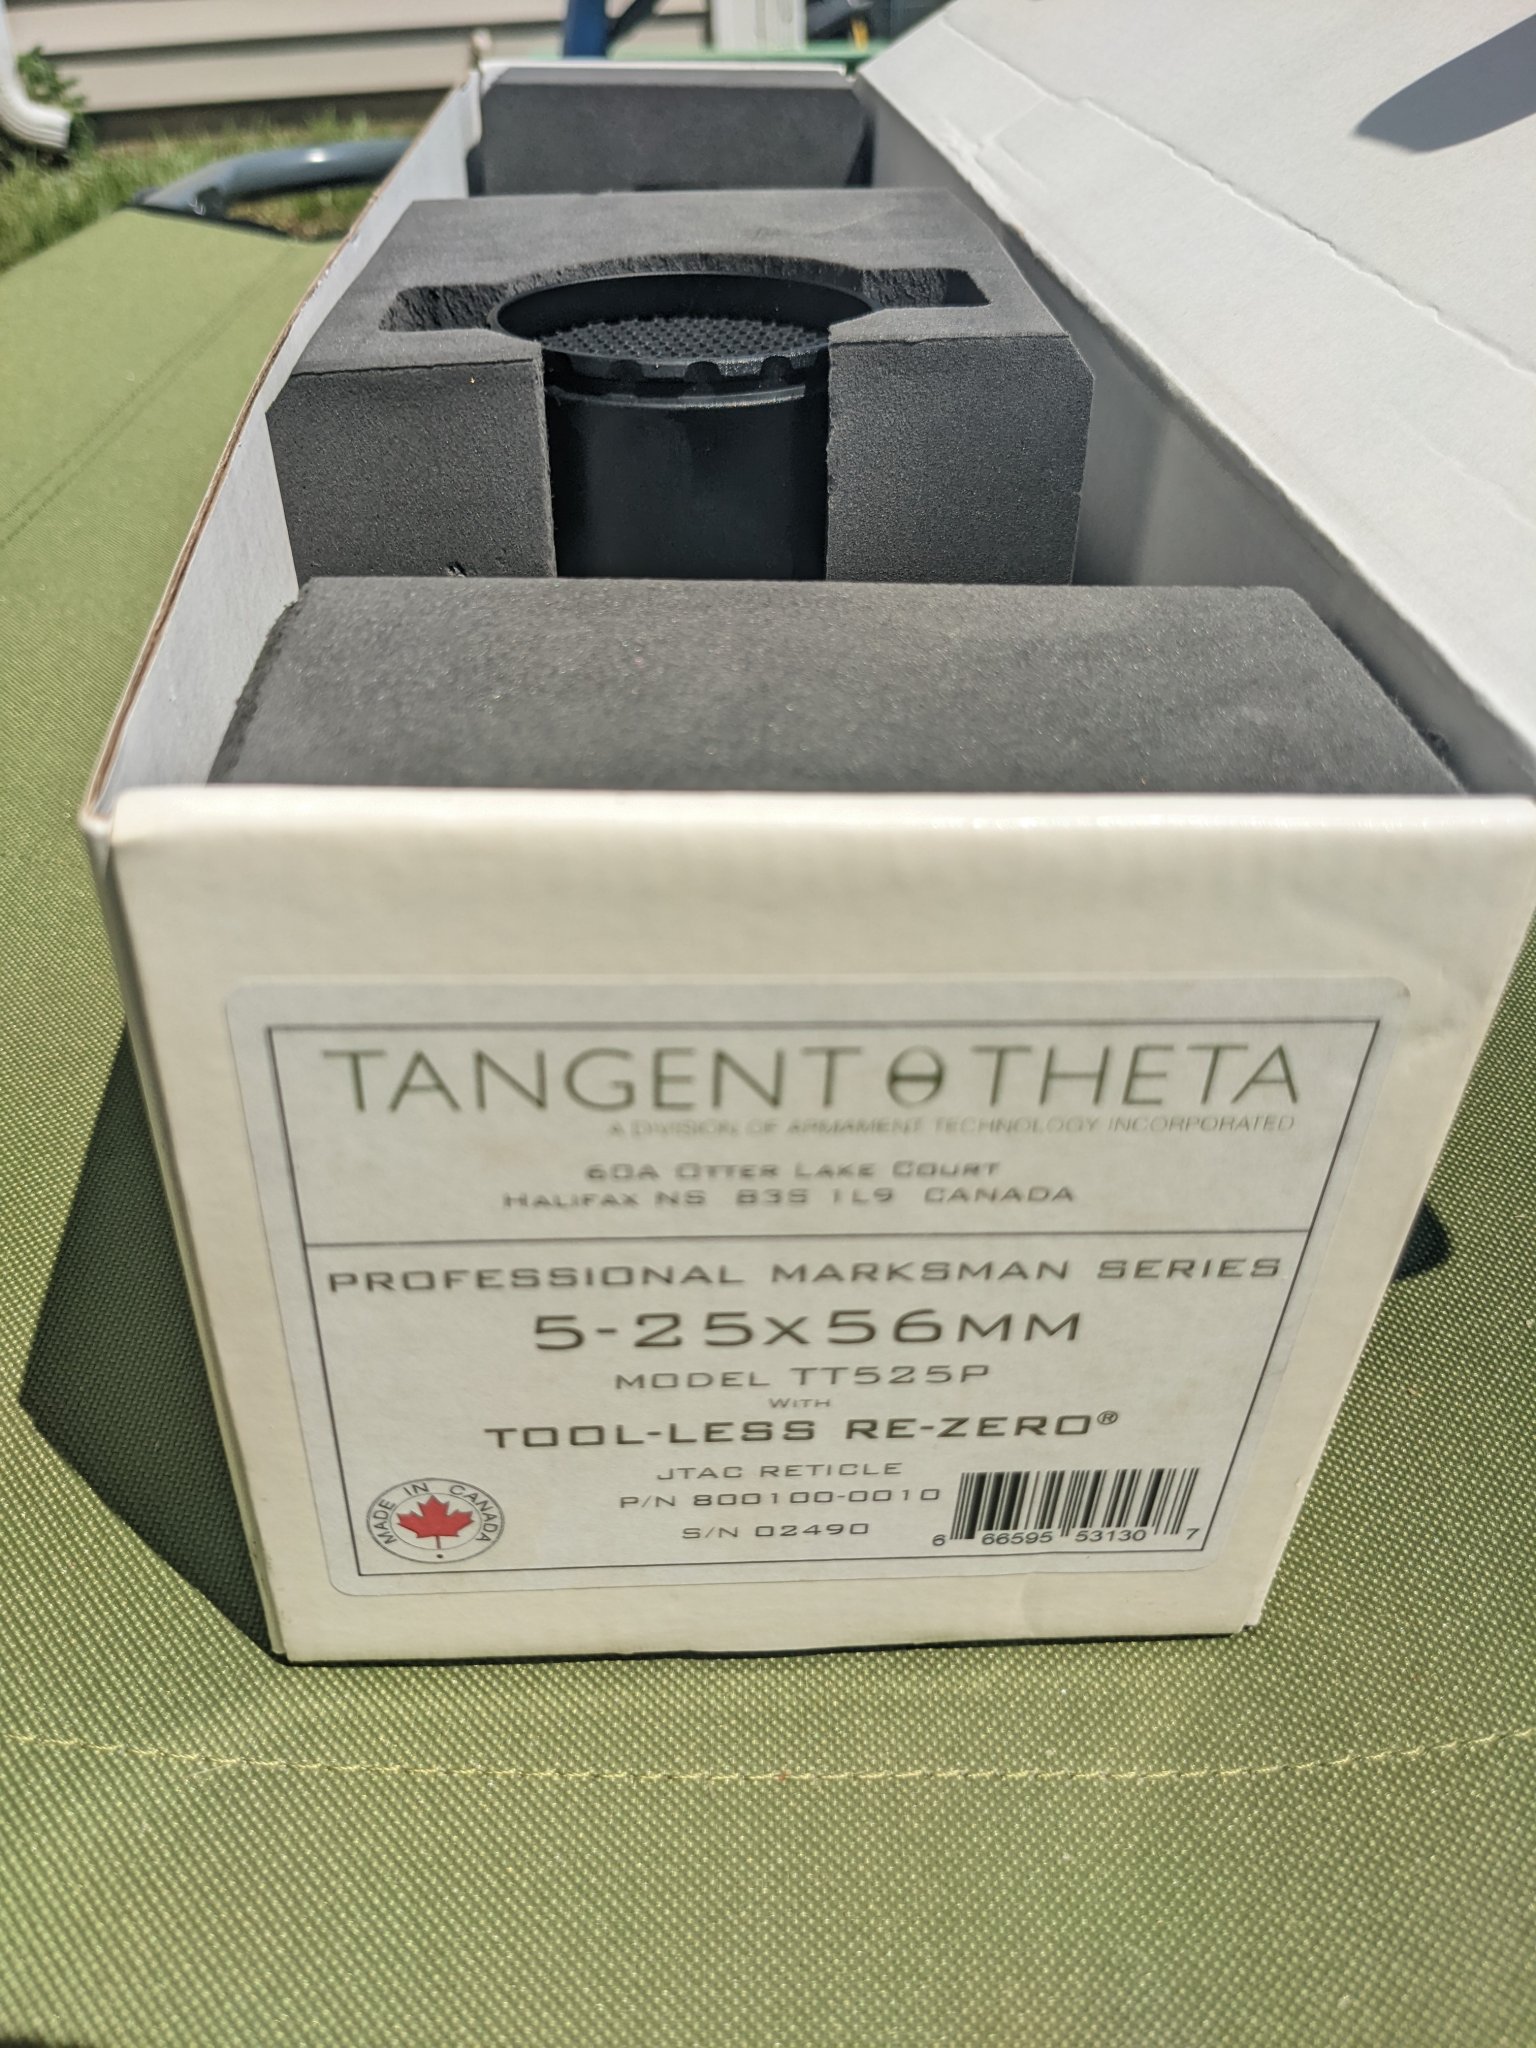 TANGENT θ THETA
A DIVISION OF ARMAMENT TECHNOLOGY INCORPORATED
60A OTTER LAKE COURT
HALIFAX NS B3S 1L9 CANADA
PROFESSIONAL MARKSMAN SERIES
5-25X56MM
MODEL TT525P
WITH
TOOL-LESS RE-ZERO®
JTAC RETICLE
P/N 800100-0010
S/N 02490
MADE IN CANADA
6 66595 53130 7